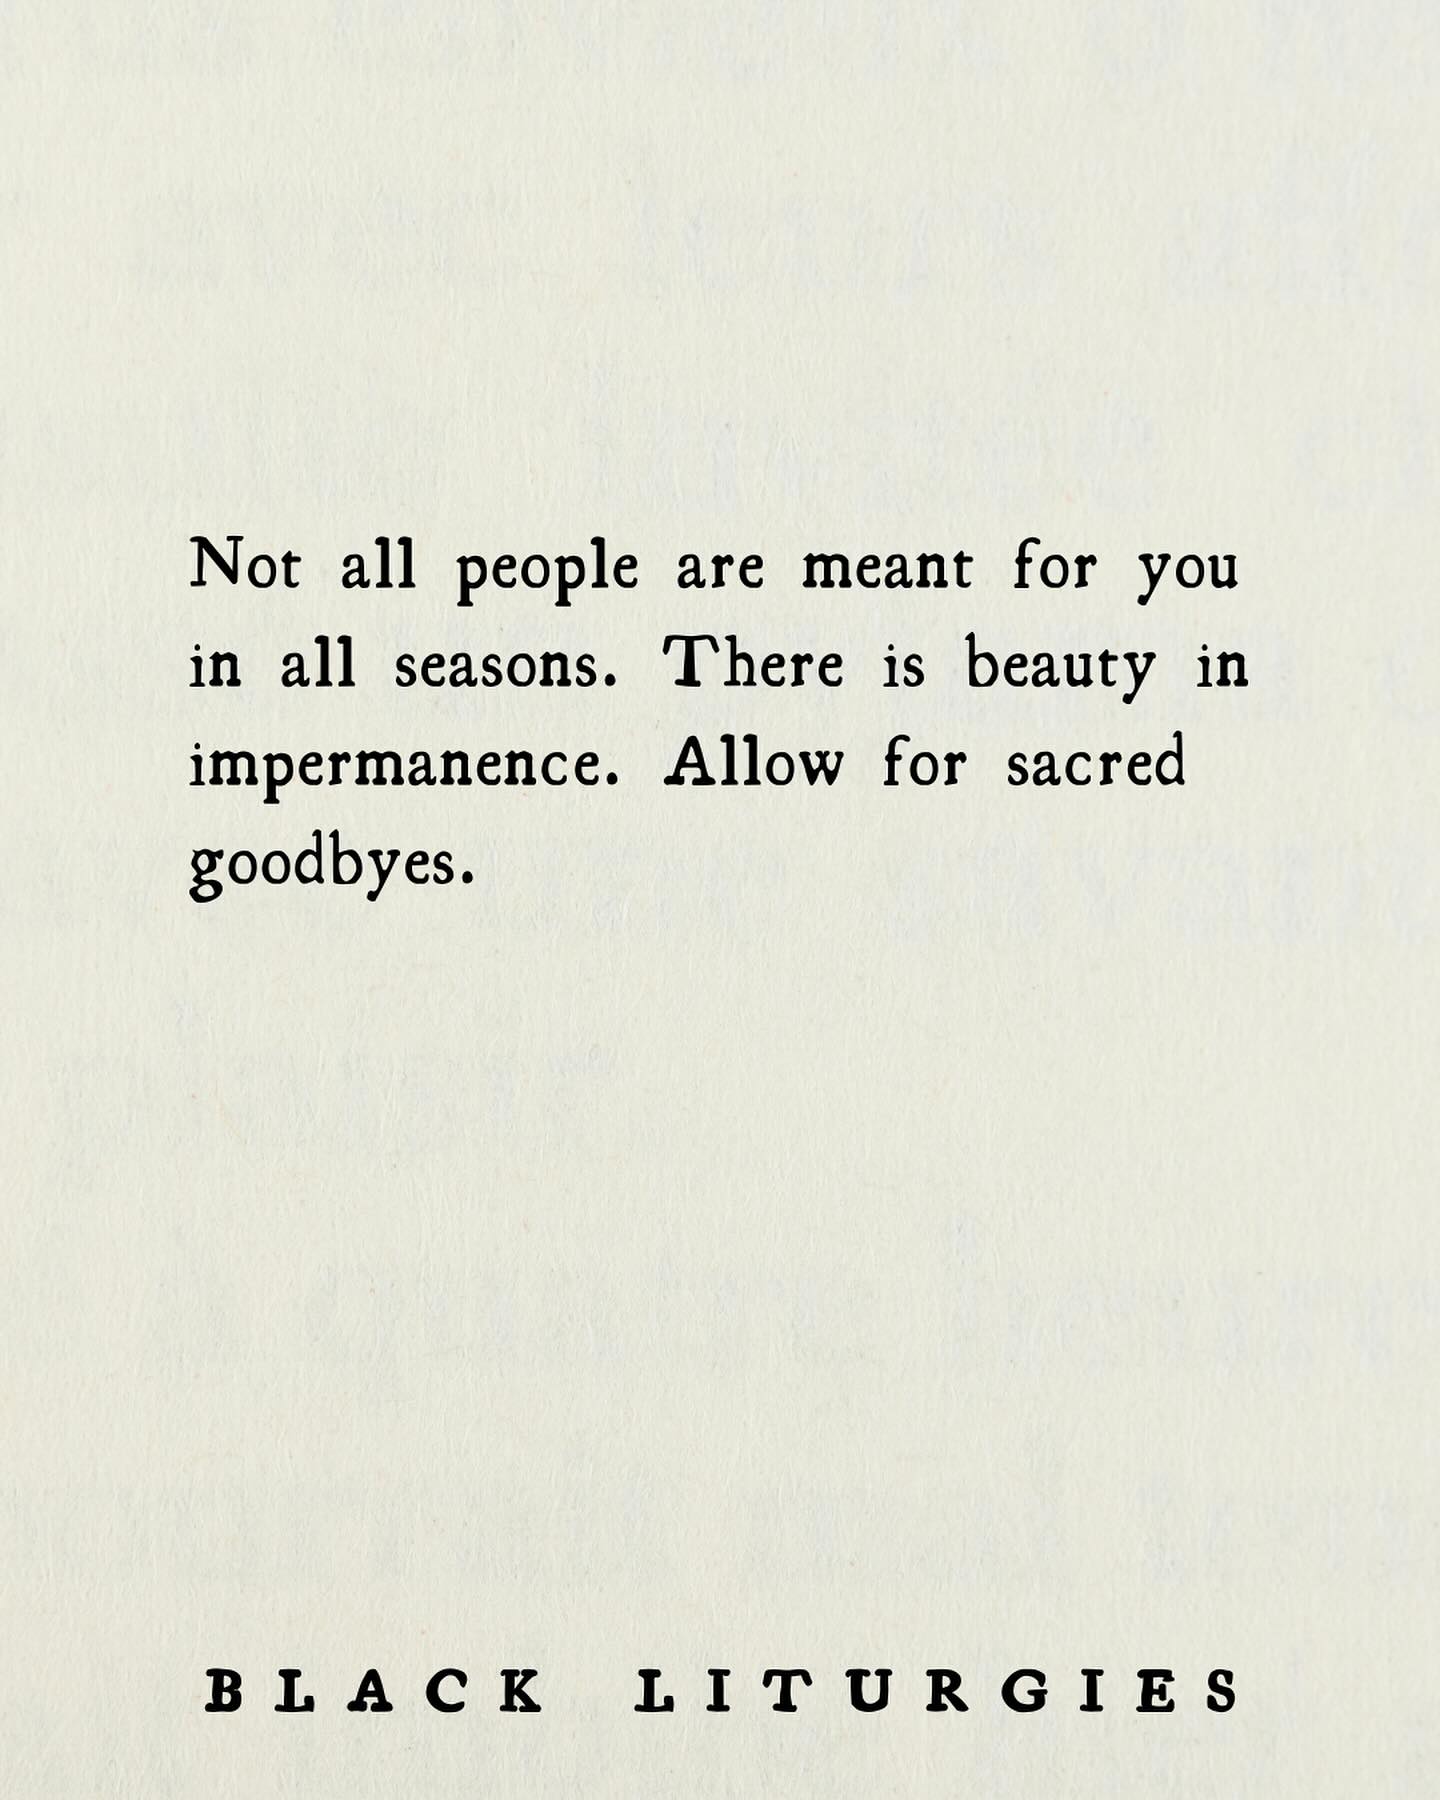 Not all people are meant for you
in all seasons. There is beauty in
impermanence. Allow for sacred
goodbyes.
BLACK LITURGIES